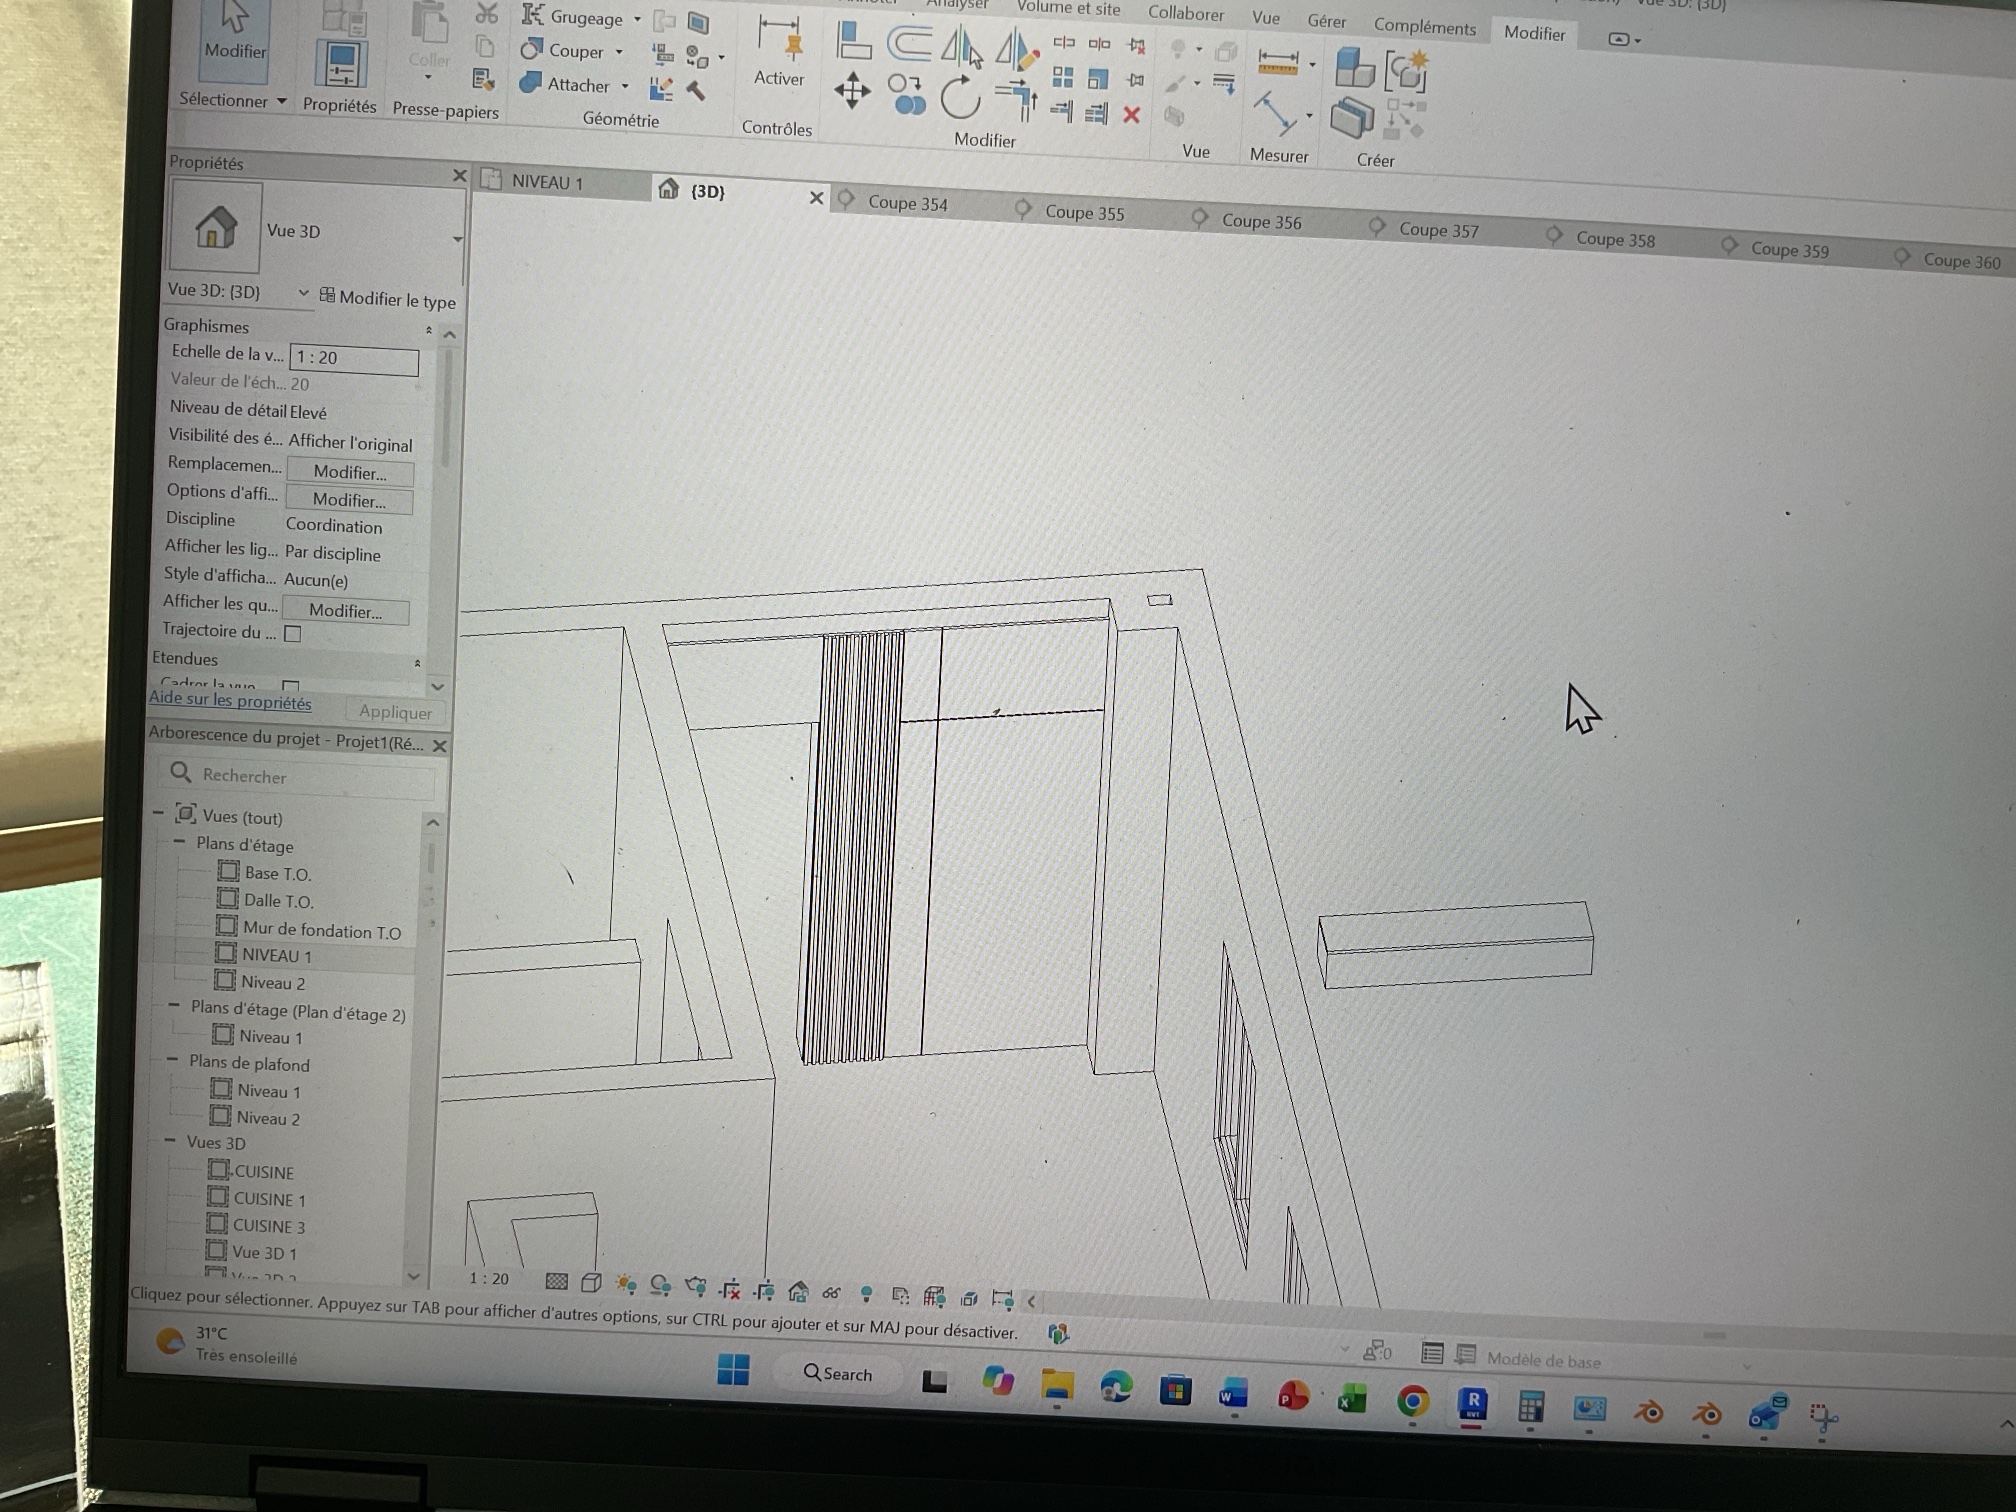 Volume et site
Collaborer
Vue
Gérer
Compléments
Modifier
Modifier
Coller
Grugeage
Couper
Attacher
Activer
Sélectionner
Propriétés
Presse-papiers
Géométrie
Contrôles
Modifier
Vue
Mesurer
Créer
Propriétés
NIVEAU 1
{3D}
Coupe 354
Coupe 355
Coupe 356
Coupe 357
Coupe 358
Coupe 359
Coupe 360
Vue 3D
Vue 3D: {3D}
Modifier le type
Graphismes
Echelle de la v... 1 : 20
Valeur de l'éch... 20
Niveau de détail Elevé
Visibilité des é... Afficher l'original
Remplacemen... Modifier...
Options d'affi... Modifier...
Discipline Coordination
Afficher les lig... Par discipline
Style d'afficha... Aucun(e)
Afficher les qu... Modifier...
Trajectoire du ...
Etendues
Cadrer la vue
Aide sur les propriétés
Appliquer
Arborescence du projet - Projet1(Ré...
Rechercher
Vues (tout)
Plans d'étage
Base T.O.
Dalle T.O.
Mur de fondation T.O
NIVEAU 1
Niveau 2
Plans d'étage (Plan d'étage 2)
Niveau 1
Plans de plafond
Niveau 1
Niveau 2
Vues 3D
CUISINE
CUISINE 1
CUISINE 3
Vue 3D 1
1 : 20
Cliquez pour sélectionner. Appuyez sur TAB pour afficher d'autres options, sur CTRL pour ajouter et sur MAJ pour désactiver.
:0
Modèle de base
31°C
Très ensoleillé
Search